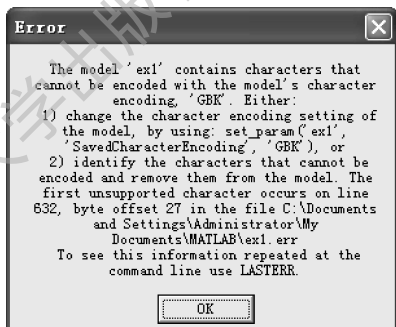 Error
The model 'ex1' contains characters that
cannot be encoded with the model's character
encoding, 'GBK'. Either:
1) change the character encoding setting of
the model, by using: set_param('ex1',
'SavedCharacterEncoding', 'GBK'), or
2) identify the characters that cannot be
encoded and remove them from the model. The
first unsupported character occurs on line
632, byte offset 27 in the file C:\Documents
and Settings\Administrator\My
Documents\MATLAB\ex1.err
To see this information repeated at the
command line use LASTERR.
OK
学出版